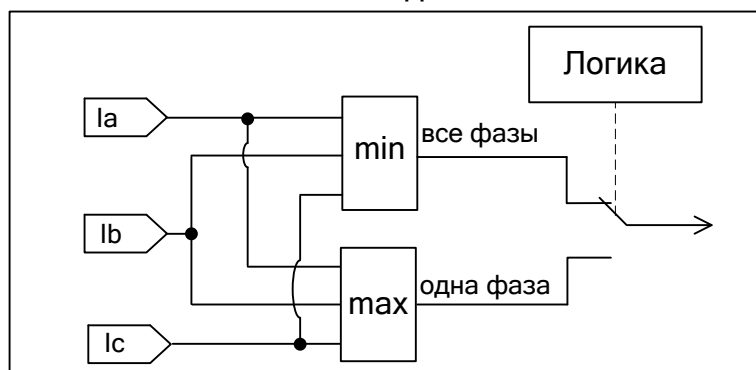 Логика
Ia
min
все фазы
Ib
max
одна фаза
Ic